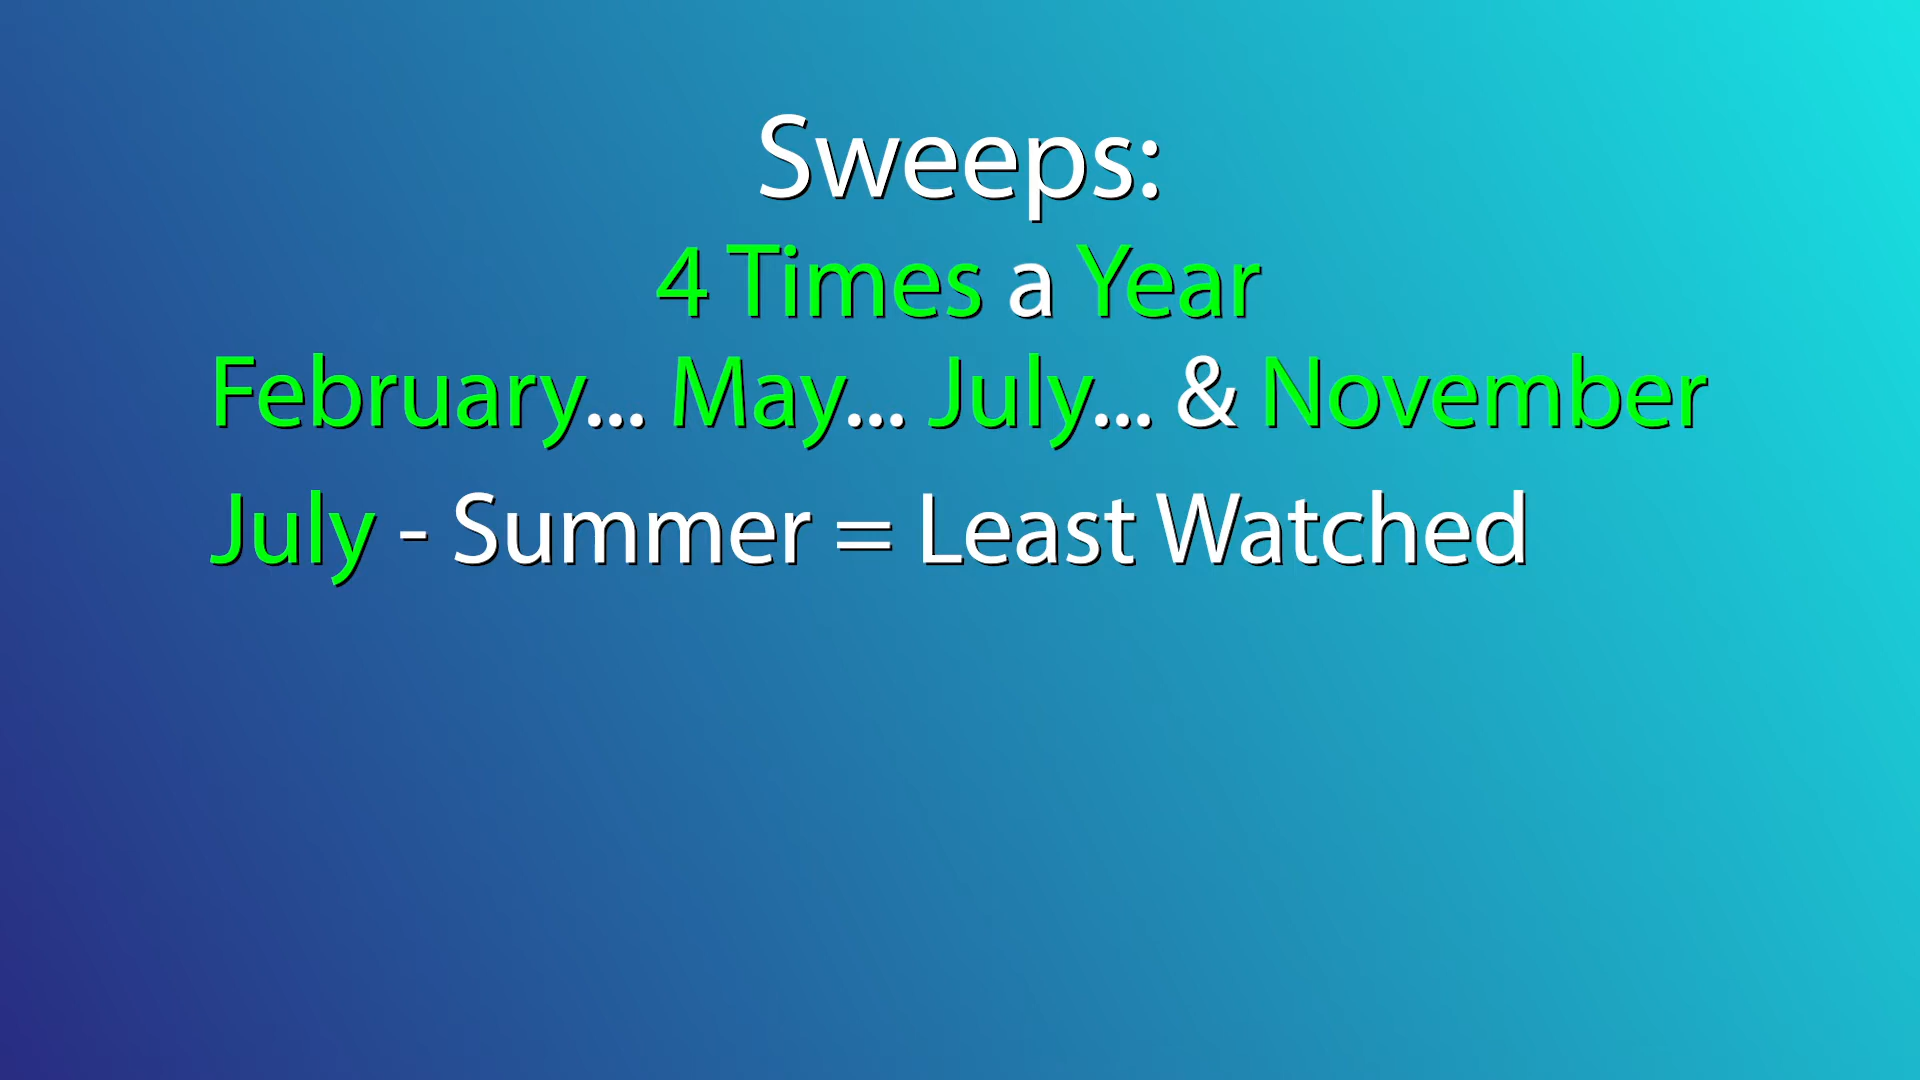 Sweeps:
4 Times a Year
February... May... July... & November
July - Summer = Least Watched